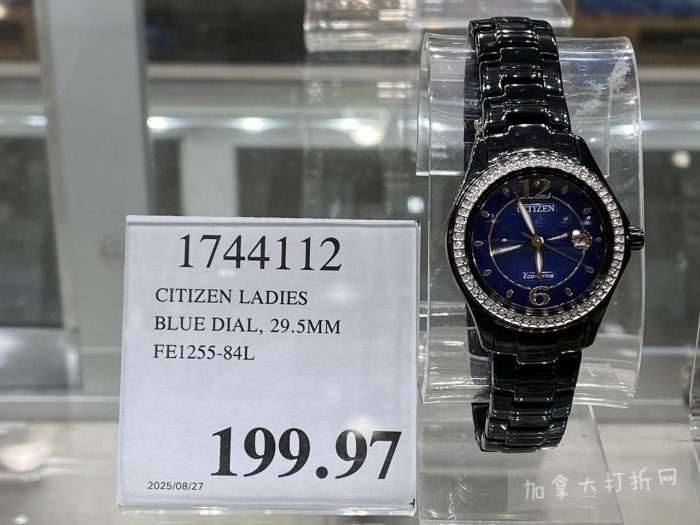 1744112
CITIZEN LADIES
BLUE DIAL, 29.5MM
FE1255-84L
199.97
2025/08/27
12
CITIZEN
Eco-Drive
6
加拿大打折网